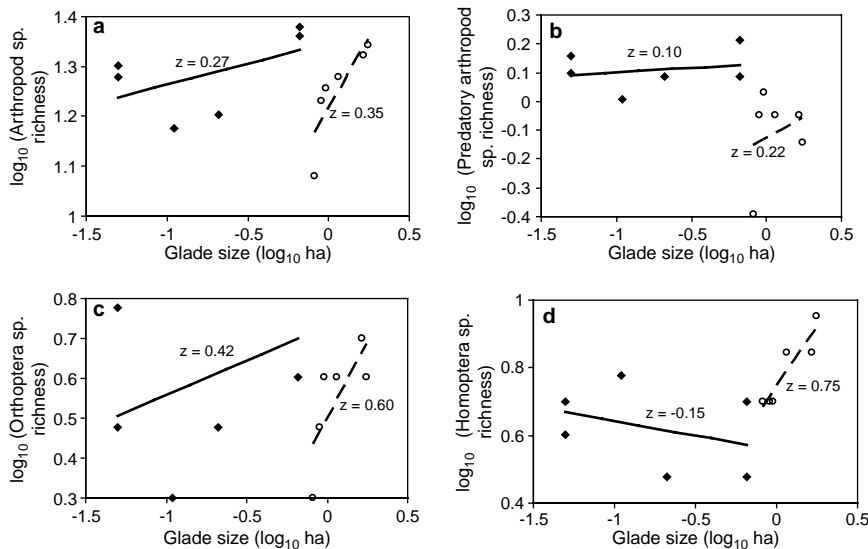 a
log10 (Arthropod sp. richness)
1.4
1.3
1.2
1.1
1
z = 0.27
z = 0.35
-1.5
-1
-0.5
0
0.5
Glade size (log10 ha)
b
log10 (Predatory arthropod sp. richness)
0.3
0.2
0.1
0
-0.1
-0.2
-0.3
-0.4
z = 0.10
z = 0.22
-1.5
-1
-0.5
0
0.5
Glade size (log10 ha)
c
log10 (Orthoptera sp. richness)
0.8
0.7
0.6
0.5
0.4
0.3
z = 0.42
z = 0.60
-1.5
-1
-0.5
0
0.5
Glade size (log10 ha)
d
log10 (Homoptera sp. richness)
1
0.8
0.6
0.4
z = -0.15
z = 0.75
-1.5
-1
-0.5
0
0.5
Glade size (log10 ha)